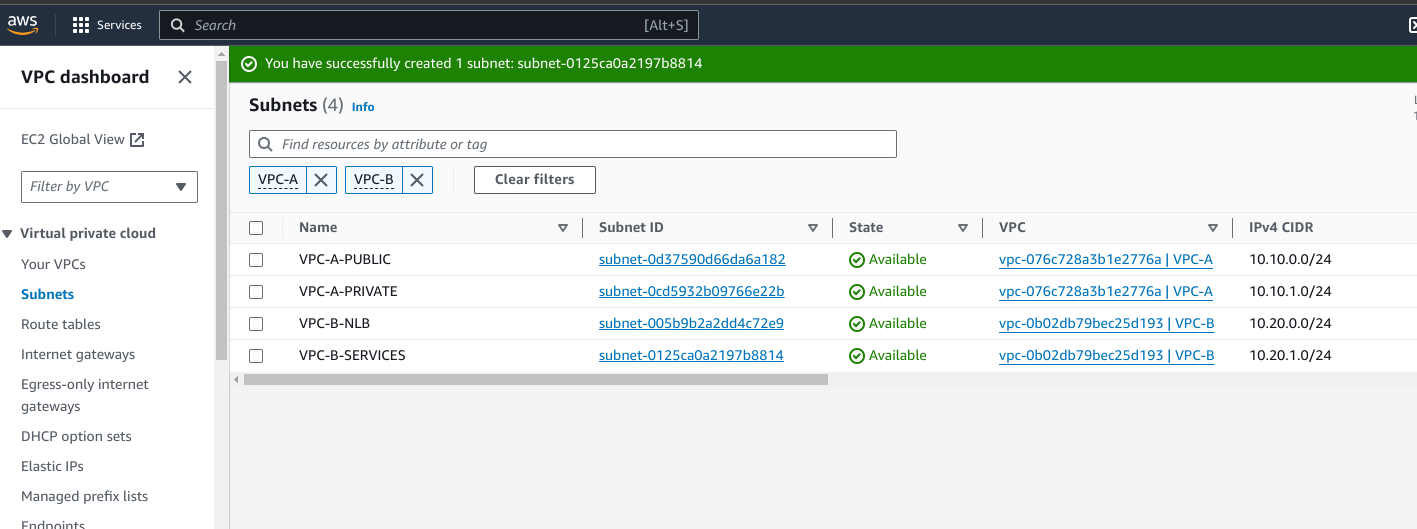 aws
Services
Search
[Alt+S]
VPC dashboard
EC2 Global View
Filter by VPC
Virtual private cloud
Your VPCs
Subnets
Route tables
Internet gateways
Egress-only internet
gateways
DHCP option sets
Elastic IPs
Managed prefix lists
Endpoints
You have successfully created 1 subnet: subnet-0125ca0a2197b8814
Subnets (4) Info
Find resources by attribute or tag
VPC-A VPC-B Clear filters
Name Subnet ID State VPC IPv4 CIDR
VPC-A-PUBLIC subnet-0d37590d66da6a182 Available vpc-076c728a3b1e2776a | VPC-A 10.10.0.0/24
VPC-A-PRIVATE subnet-0cd5932b09766e22b Available vpc-076c728a3b1e2776a | VPC-A 10.10.1.0/24
VPC-B-NLB subnet-005b9b2a2dd4c72e9 Available vpc-0b02db79bec25d193 | VPC-B 10.20.0.0/24
VPC-B-SERVICES subnet-0125ca0a2197b8814 Available vpc-0b02db79bec25d193 | VPC-B 10.20.1.0/24